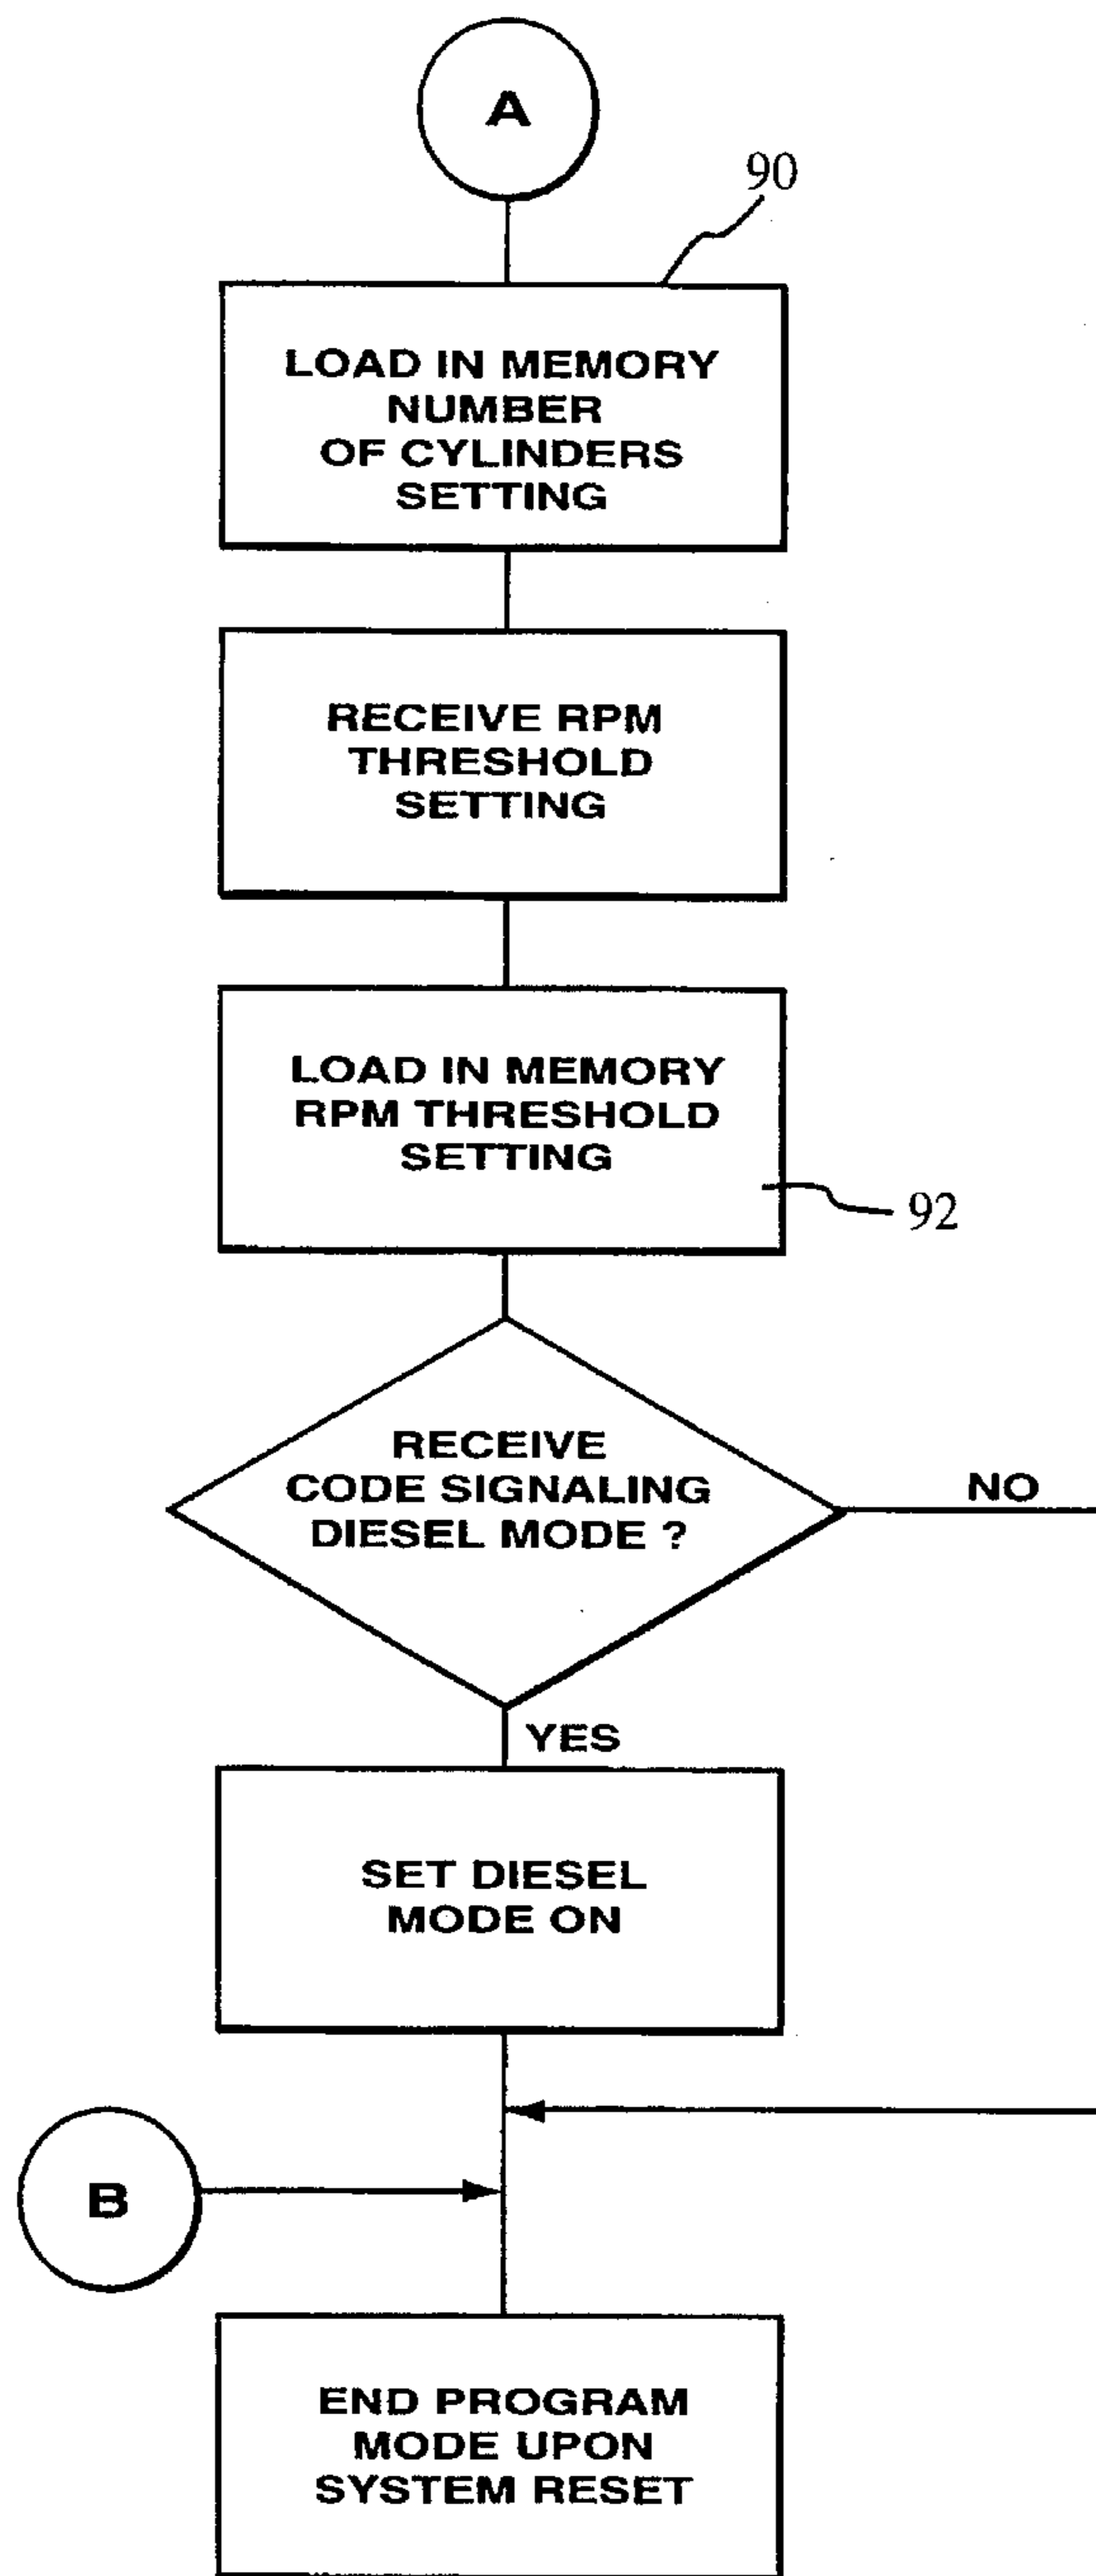 A
90
LOAD IN MEMORY
NUMBER
OF CYLINDERS
SETTING
RECEIVE RPM
THRESHOLD
SETTING
LOAD IN MEMORY
RPM THRESHOLD
SETTING
92
RECEIVE
CODE SIGNALING
DIESEL MODE ?
NO
YES
SET DIESEL
MODE ON
B
END PROGRAM
MODE UPON
SYSTEM RESET